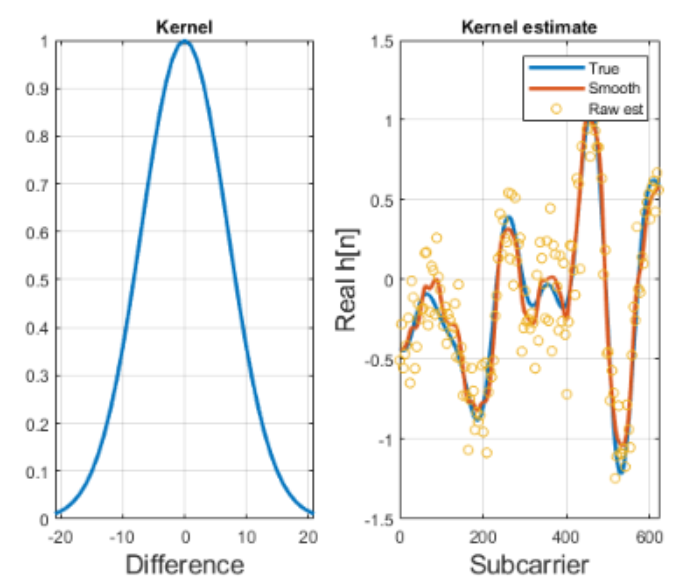 Kernel
1
0.9
0.8
0.7
0.6
0.5
0.4
0.3
0.2
0.1
0
-20 -10 0 10 20
Difference
Kernel estimate
1.5
1
0.5
0
-0.5
-1
-1.5
Real h[n]
True
Smooth
Raw est
0 200 400 600
Subcarrier